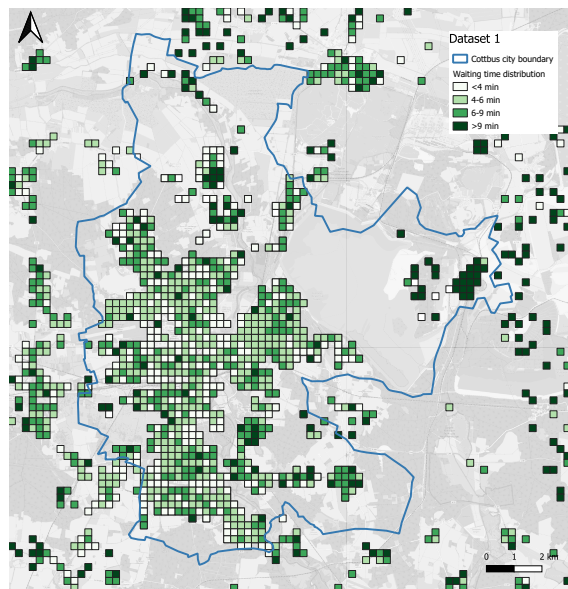 Dataset 1
Cottbus city boundary
Waiting time distribution
<4 min
4-6 min
6-9 min
>9 min
0 1 2 km